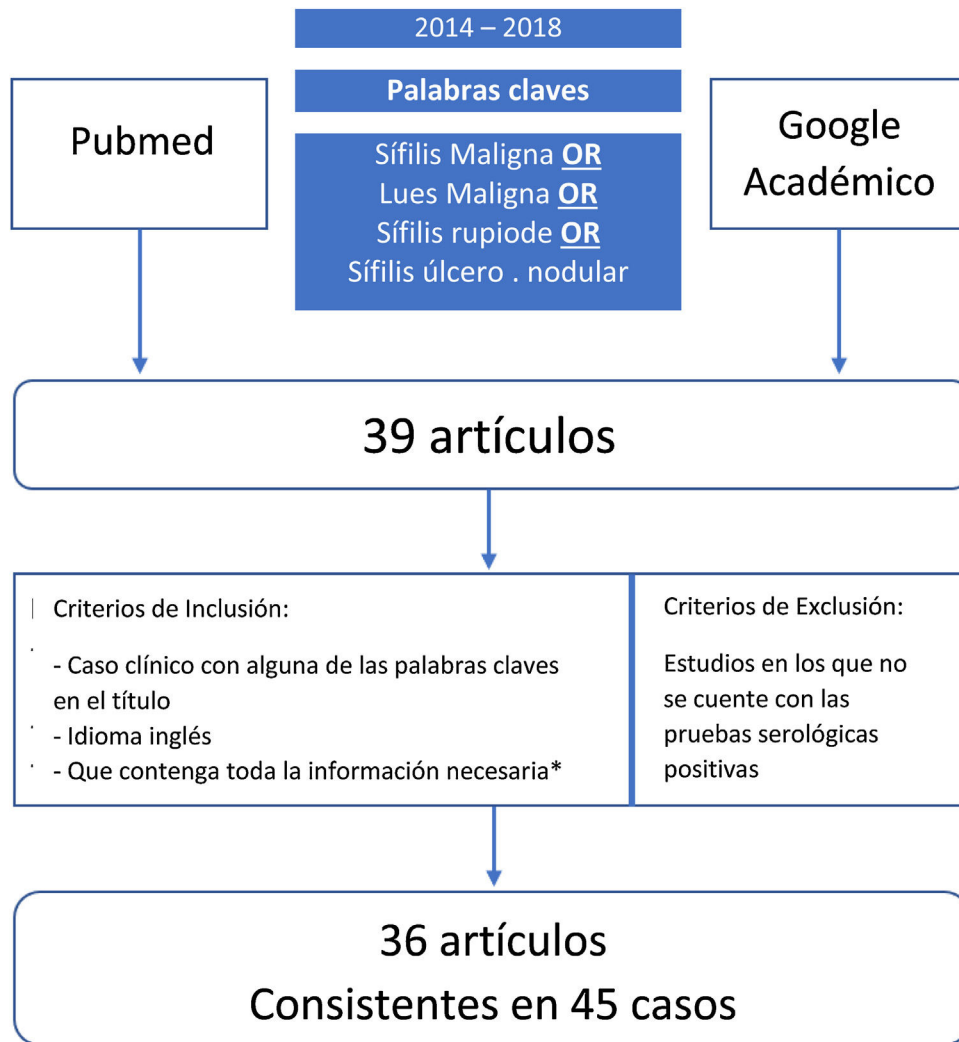 2014 – 2018
Palabras claves
Pubmed
Sífilis Maligna OR
Lues Maligna OR
Sífilis rupiode OR
Sífilis úlcero . nodular
Google
Académico
39 artículos
Criterios de Inclusión:
- Caso clínico con alguna de las palabras claves
en el título
- Idioma inglés
- Que contenga toda la información necesaria*
Criterios de Exclusión:
Estudios en los que no
se cuente con las
pruebas serológicas
positivas
36 artículos
Consistentes en 45 casos